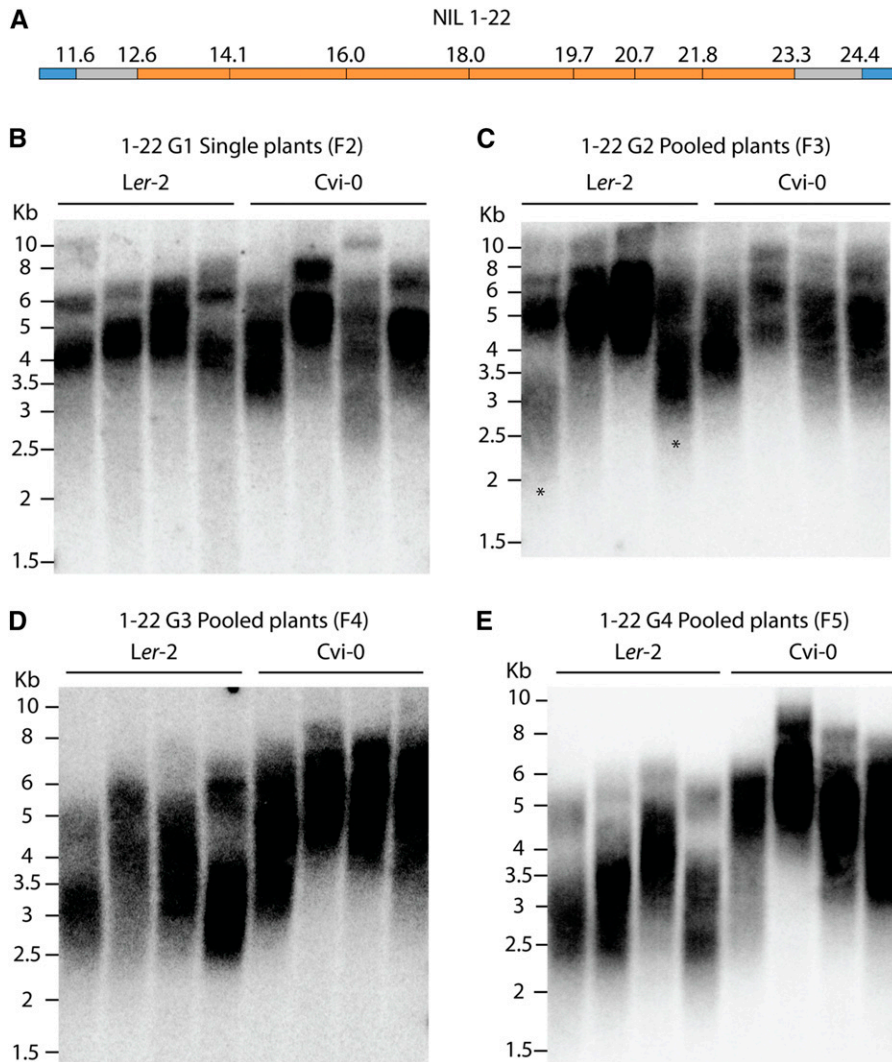 A
NIL 1-22
11.6 12.6 14.1 16.0 18.0 19.7 20.7 21.8 23.3 24.4
B
1-22 G1 Single plants (F2)
Ler-2 Cvi-0
Kb
10
8
6
5
4
3.5
3
2.5
2
1.5
C
1-22 G2 Pooled plants (F3)
Ler-2 Cvi-0
Kb
10
8
6
5
4
3.5
3
2.5
2
1.5
*
*
D
1-22 G3 Pooled plants (F4)
Ler-2 Cvi-0
Kb
10
8
6
5
4
3.5
3
2.5
2
1.5
E
1-22 G4 Pooled plants (F5)
Ler-2 Cvi-0
Kb
10
8
6
5
4
3.5
3
2.5
2
1.5